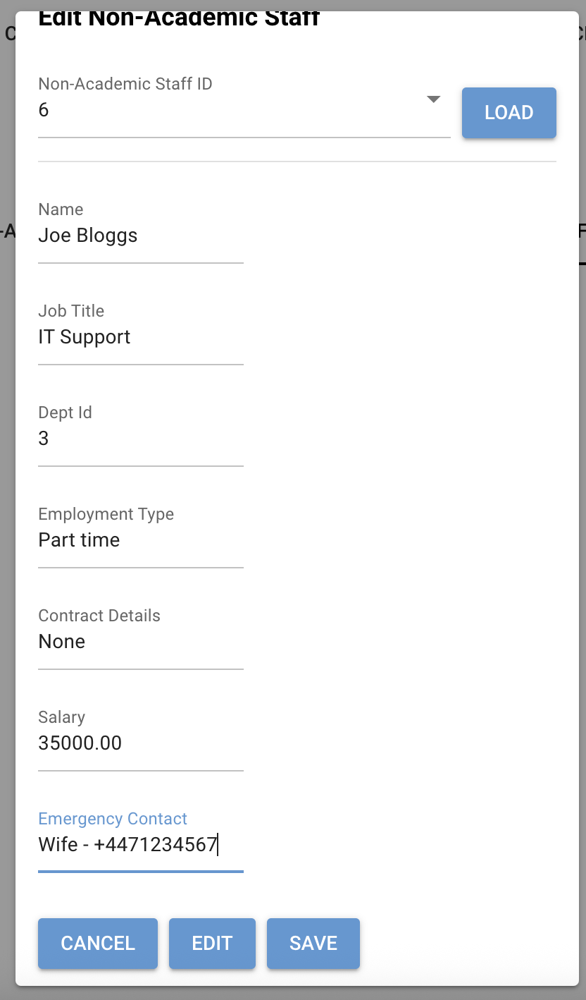 Edit Non-Academic Staff
Non-Academic Staff ID
6
LOAD
Name
Joe Bloggs
-A
Job Title
IT Support
Dept Id
3
Employment Type
Part time
Contract Details
None
Salary
35000.00
Emergency Contact
Wife - +4471234567
CANCEL EDIT SAVE